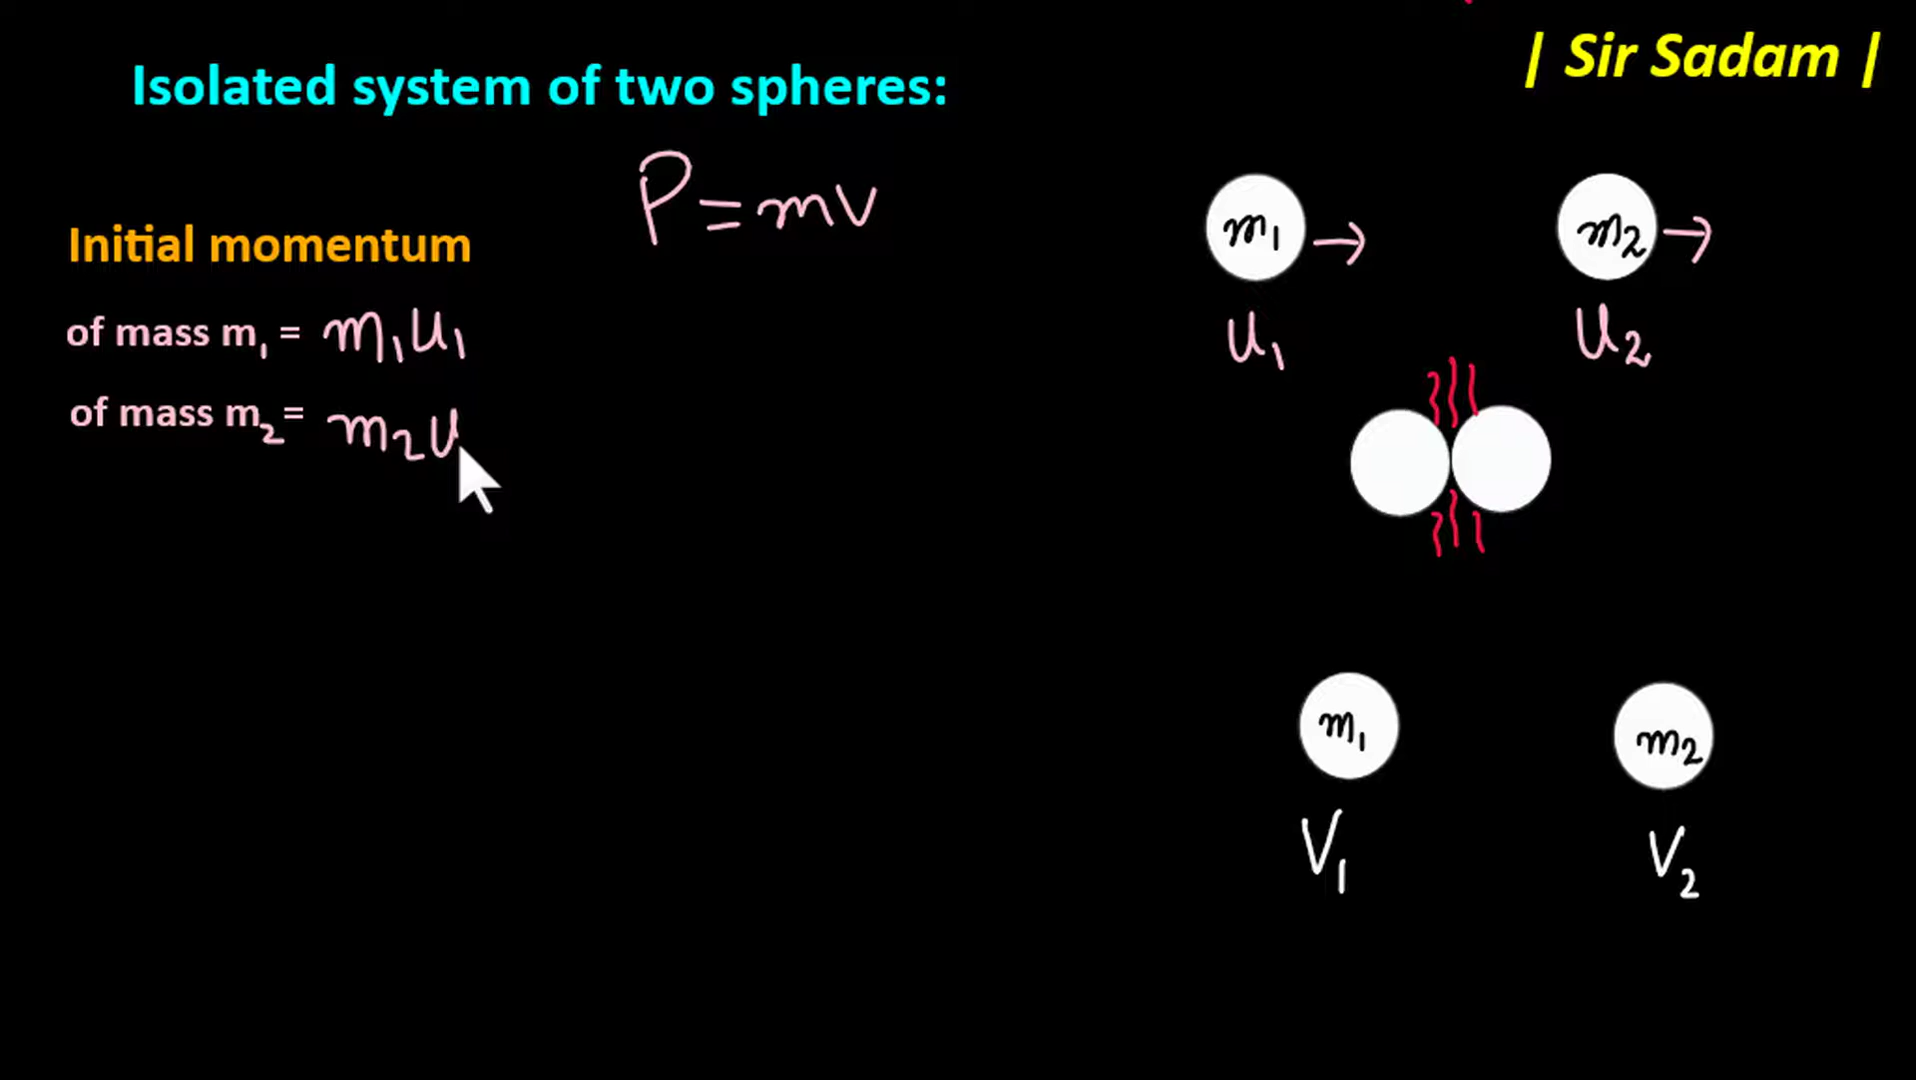 | Sir Sadam |
Isolated system of two spheres:
P = mv
Initial momentum
of mass m₁ = m₁u₁
of mass m₂ = m₂u
m₁ m₂
u₁ u₂
m₁ m₂
V₁ V₂